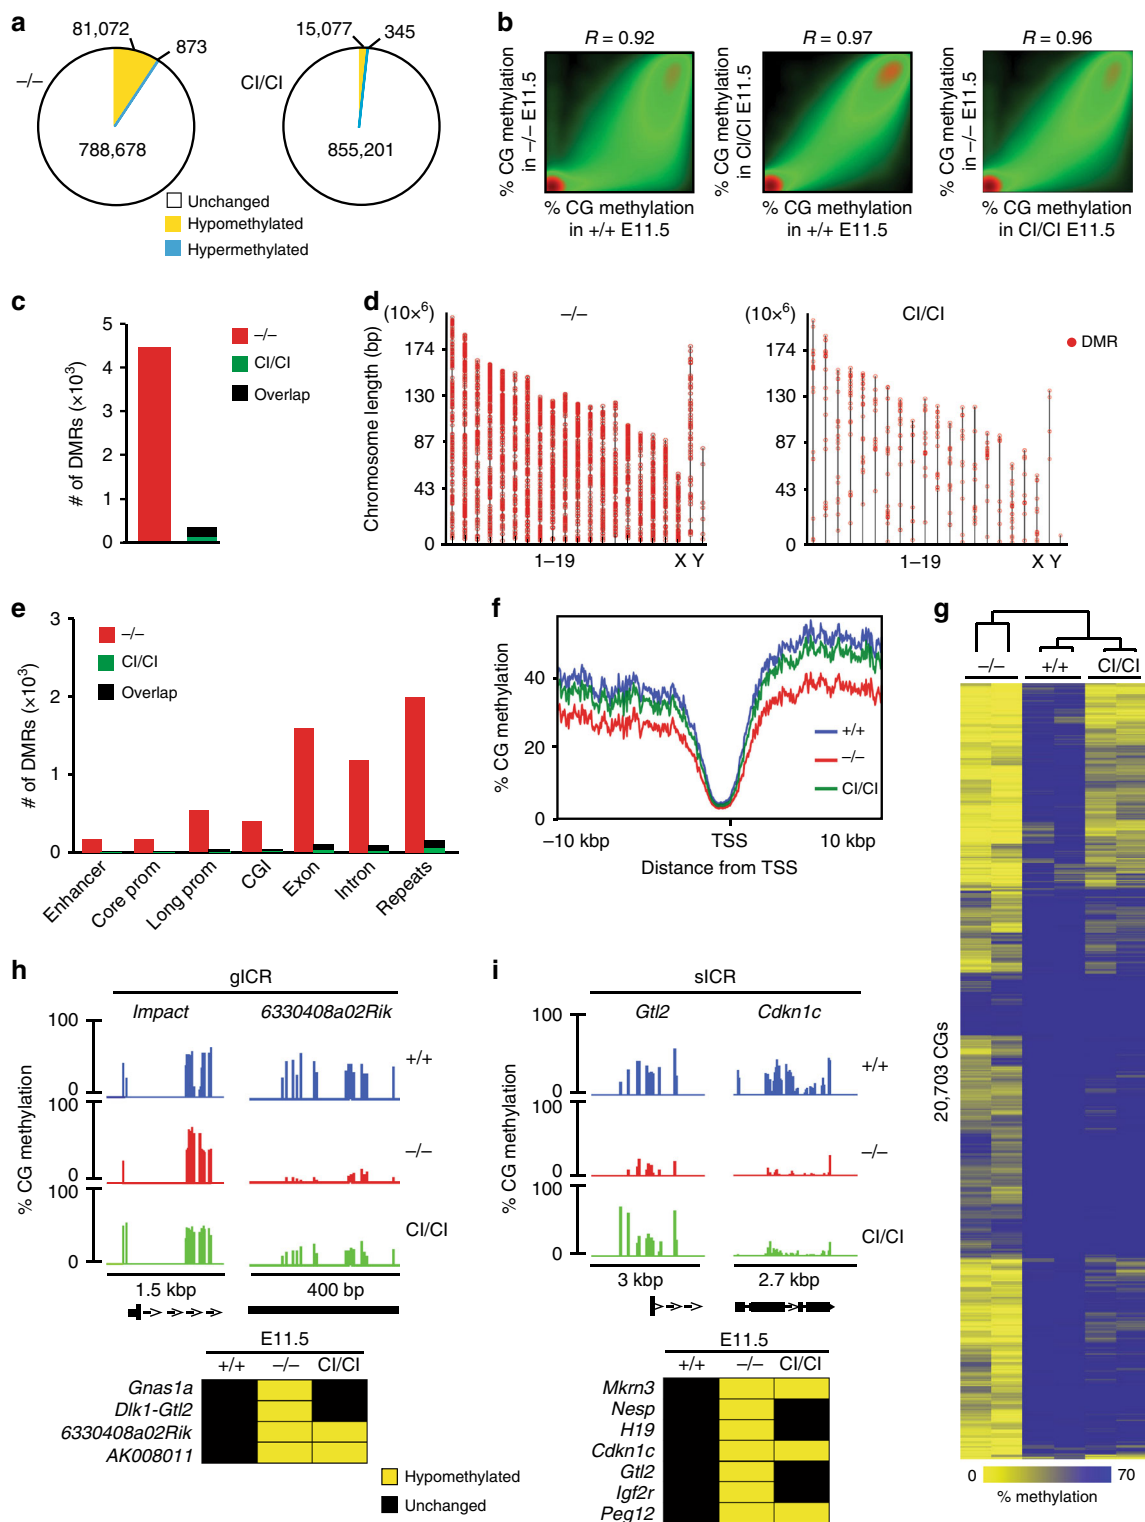 a
81,072
873
–/–
788,678
15,077
345
CI/CI
855,201
Unchanged
Hypomethylated
Hypermethylated
b
R = 0.92
% CG methylation
in –/– E11.5
% CG methylation
in +/+ E11.5
R = 0.97
% CG methylation
in CI/CI E11.5
% CG methylation
in +/+ E11.5
R = 0.96
% CG methylation
in –/– E11.5
% CG methylation
in CI/CI E11.5
c
# of DMRs (×10³)
5
4
3
2
1
0
–/–
CI/CI
Overlap
d
Chromosome length (bp)
(10×⁶)
–/–
174
130
87
43
0
1–19
X Y
(10×⁶)
CI/CI
174
130
87
43
0
1–19
X Y
DMR
e
# of DMRs (×10³)
3
2
1
0
–/–
CI/CI
Overlap
Enhancer
Core prom
Long prom
CGI
Exon
Intron
Repeats
f
% CG methylation
40
20
0
+/+
–/–
CI/CI
–10 kbp
TSS
10 kbp
Distance from TSS
g
–/–
+/+
CI/CI
20,703 CGs
0
70
% methylation
h
gICR
Impact
6330408a02Rik
% CG methylation
100
0
+/+
100
0
–/–
100
0
CI/CI
1.5 kbp
400 bp
E11.5
+/+
–/–
CI/CI
Gnas1a
Dlk1-Gtl2
6330408a02Rik
AK008011
Hypomethylated
Unchanged
i
sICR
Gtl2
Cdkn1c
% CG methylation
100
0
+/+
100
0
–/–
100
0
CI/CI
3 kbp
2.7 kbp
E11.5
+/+
–/–
CI/CI
Mkrn3
Nesp
H19
Cdkn1c
Gtl2
Igf2r
Peg12